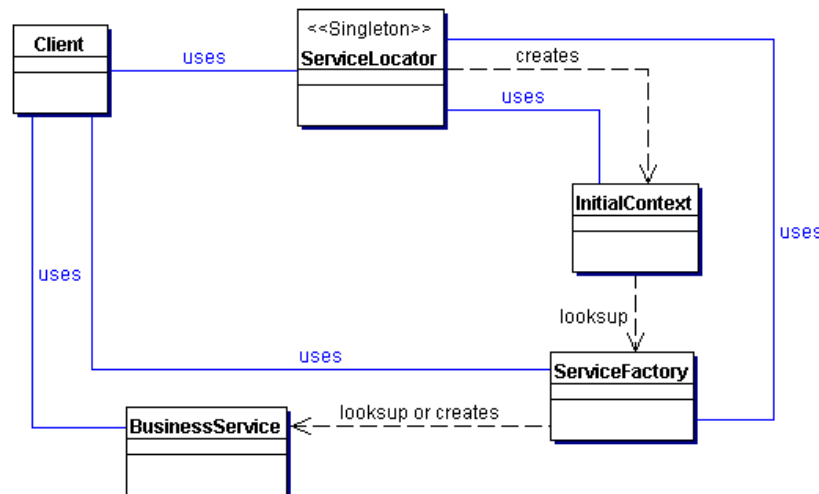 <<Singleton>>
Client
ServiceLocator
uses
creates
uses
InitialContext
uses
uses
looksup
uses
ServiceFactory
looksup or creates
BusinessService